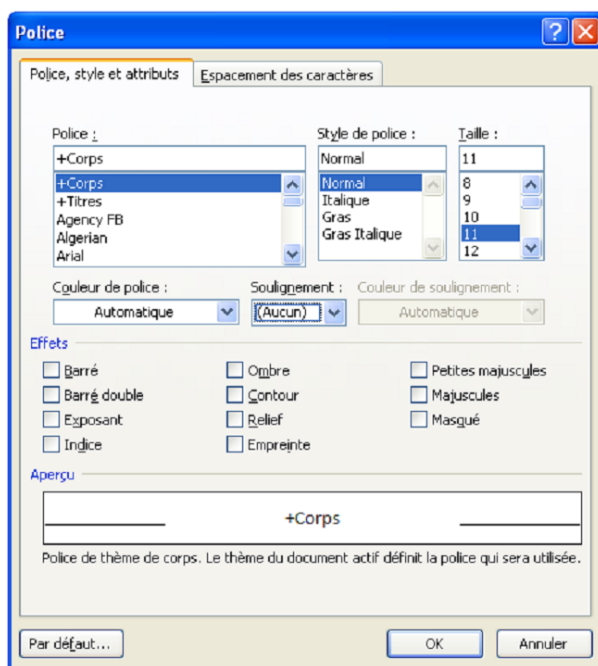 Police
Police, style et attributs Espacement des caractères
Police : Style de police : Taille :
+Corps Normal 11
+Corps Normal 8
+Titres Italique 9
Agency FB Gras 10
Algerian Gras Italique 11
Arial 12
Couleur de police : Soulignement : Couleur de soulignement :
Automatique (Aucun) Automatique
Effets
Barré Ombre Petites majuscules
Barré double Contour Majuscules
Exposant Relief Masqué
Indice Empreinte
Aperçu
+Corps
Police de thème de corps. Le thème du document actif définit la police qui sera utilisée.
Par défaut... OK Annuler